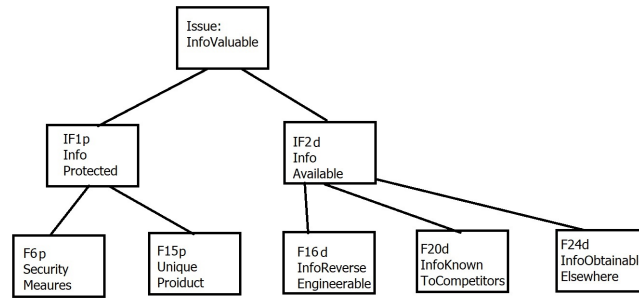 Issue:
InfoValuable
IF1p
Info
Protected
IF2d
Info
Available
F6p
Security
Meaures
F15p
Unique
Proiduct
F16d
InfoReverse
Engineerable
F20d
InfoKnown
ToCompetitors
F24d
InfoObtainable
Elsewhere